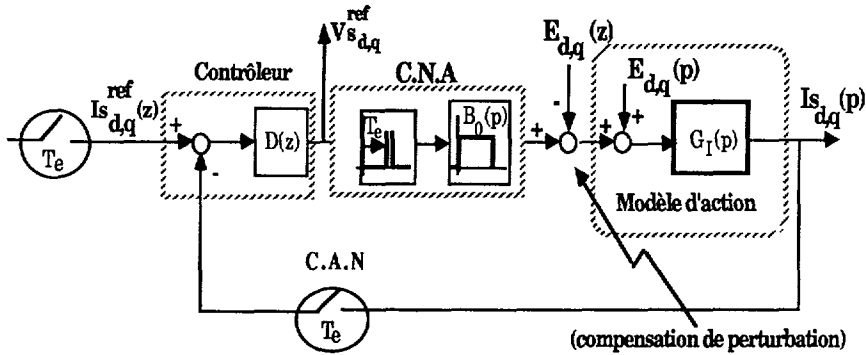 Vs d,q ref
E d,q (z)
Contrôleur
C.N.A
E d,q (p)
Is d,q ref (z)
Is d,q (p)
+
Te
B0(p)
-
+
+
+
D(z)
GI(p)
Te
-
Modèle d'action
C.A.N
Te
(compensation de perturbation)